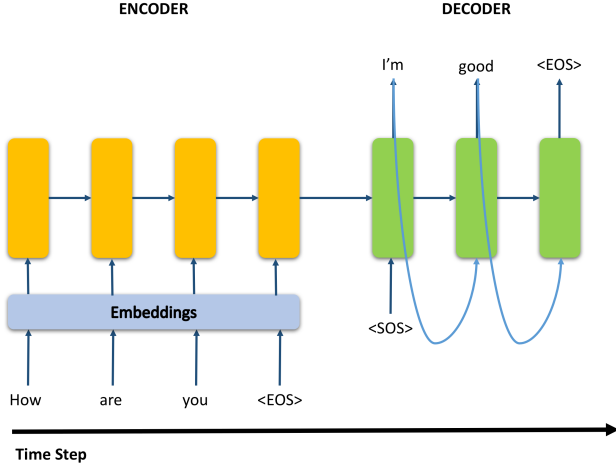 ENCODER
DECODER
I'm
good
<EOS>
Embeddings
<SOS>
How
are
you
<EOS>
Time Step